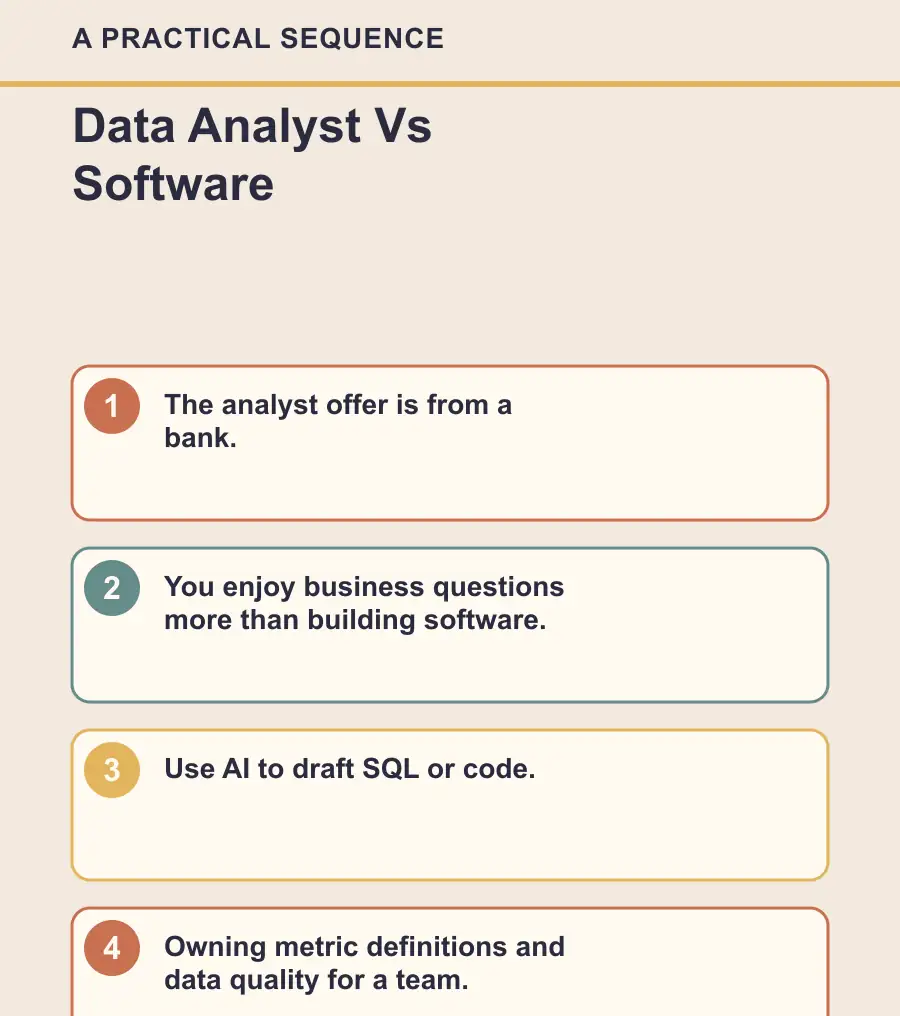 A PRACTICAL SEQUENCE
Data Analyst Vs
Software
1
The analyst offer is from a
bank.
2
You enjoy business questions
more than building software.
3
Use AI to draft SQL or code.
4
Owning metric definitions and
data quality for a team.